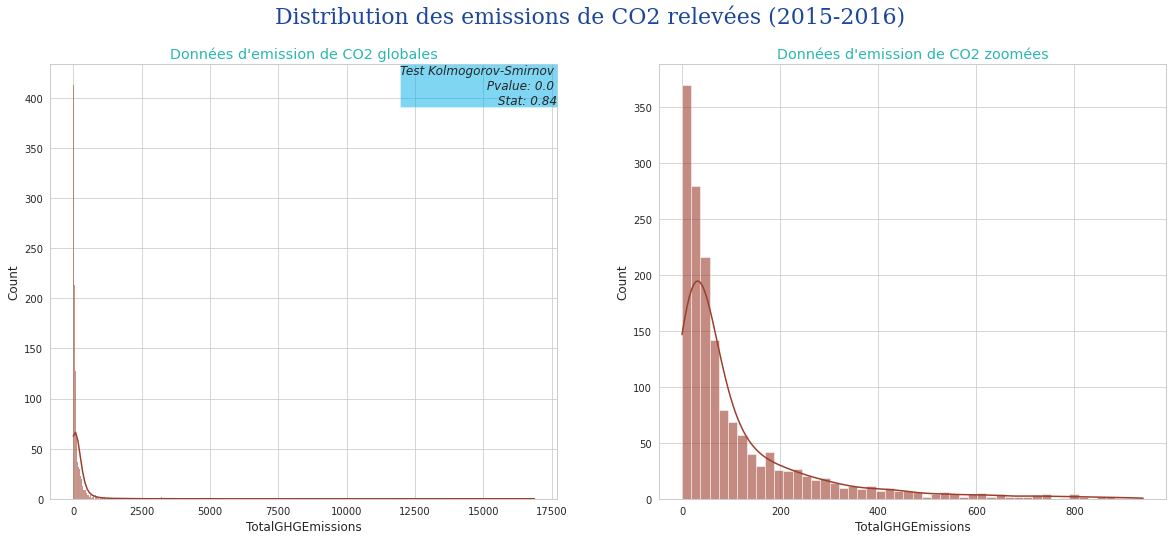 Distribution des emissions de CO2 relevées (2015-2016)
Données d'emission de CO2 globales
Test Kolmogorov-Smirnov
Pvalue: 0.0
Stat: 0.84
400
350
300
250
200
150
100
50
0
Count
0 2500 5000 7500 10000 12500 15000 17500
TotalGHGEmissions
Données d'emission de CO2 zoomées
350
300
250
200
150
100
50
0
Count
0 200 400 600 800
TotalGHGEmissions